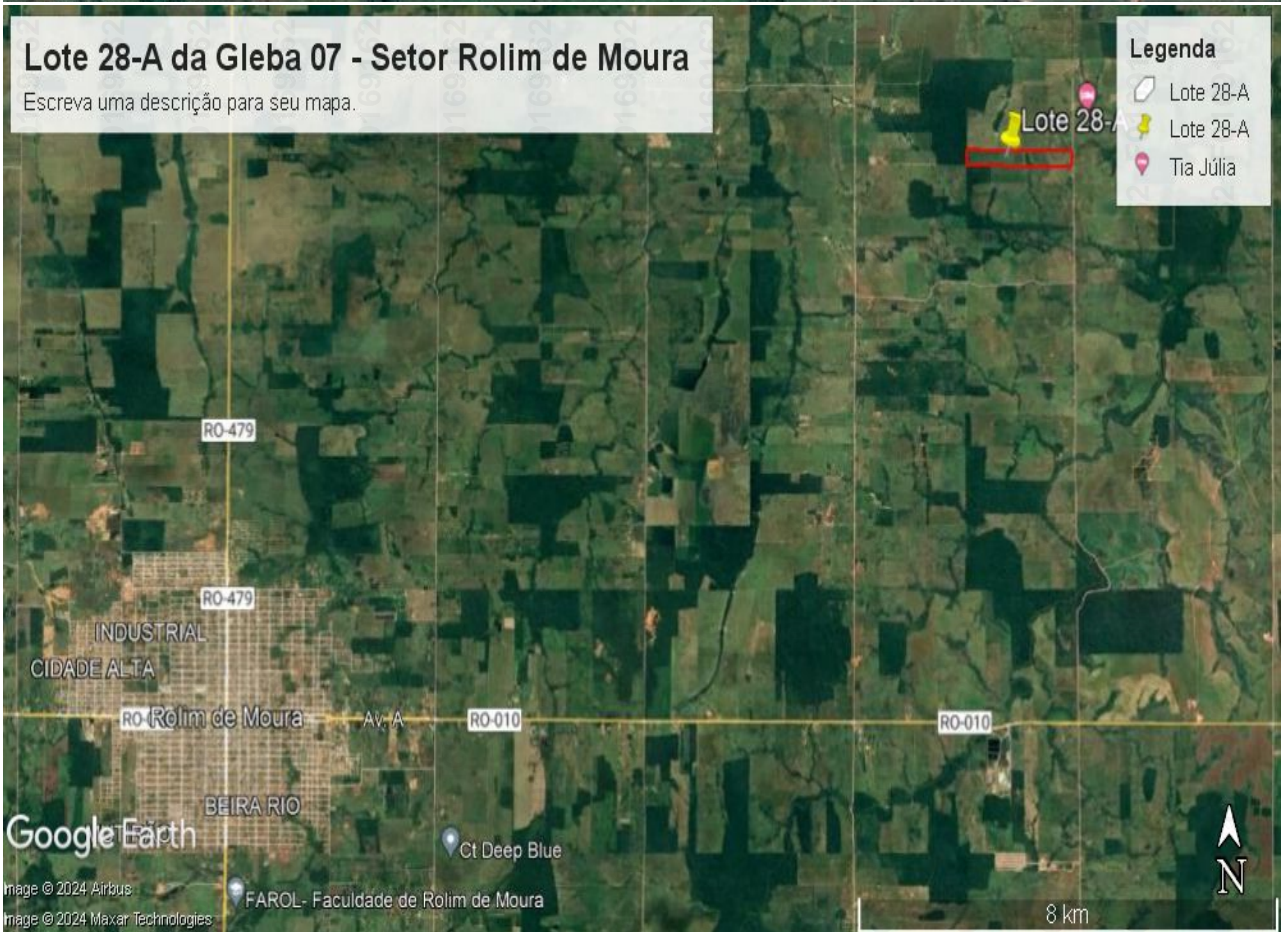 Lote 28-A da Gleba 07 - Setor Rolim de Moura
Escreva uma descrição para seu mapa.
Legenda
Lote 28-A
Lote 28-A
Tia Júlia
Lote 28-A
RO-479
RO-479
INDUSTRIAL
CIDADE ALTA
Rolim de Moura
Av. A
RO-010
RO-010
BEIRA RIO
Google Earth
Ct Deep Blue
FAROL- Faculdade de Rolim de Moura
mage © 2024 Airbus
mage © 2024 Maxar Technologies
N
8 km